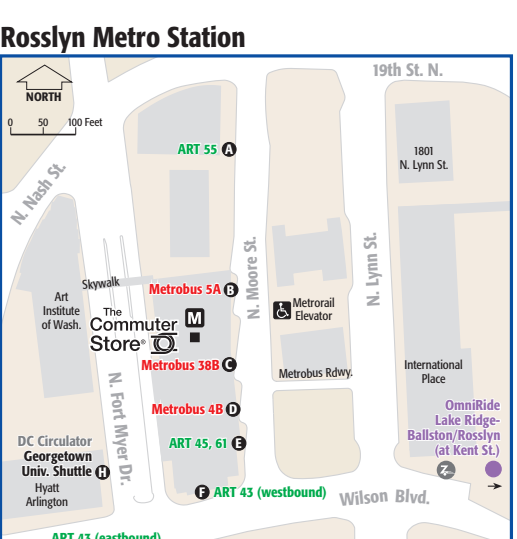 Rosslyn Metro Station
19th St. N.
NORTH
0 50 100 Feet
ART 55 A
1801
N. Lynn St.
N. Nash St.
N. Moore St.
N. Lynn St.
Skywalk
Metrobus 5A B
Art
Institute
of Wash.
The
Commuter
Store®
M
Metrorail
Elevator
Metrobus 38B C
Metrobus Rdwy.
International
Place
N. Fort Myer Dr.
Metrobus 4B D
OmniRide
Lake Ridge-
Ballston/Rosslyn
(at Kent St.)
ART 45, 61 E
DC Circulator
Georgetown
Univ. Shuttle H
Hyatt
Arlington
Z
F ART 43 (westbound)
Wilson Blvd.
ART 43 (eastbound)